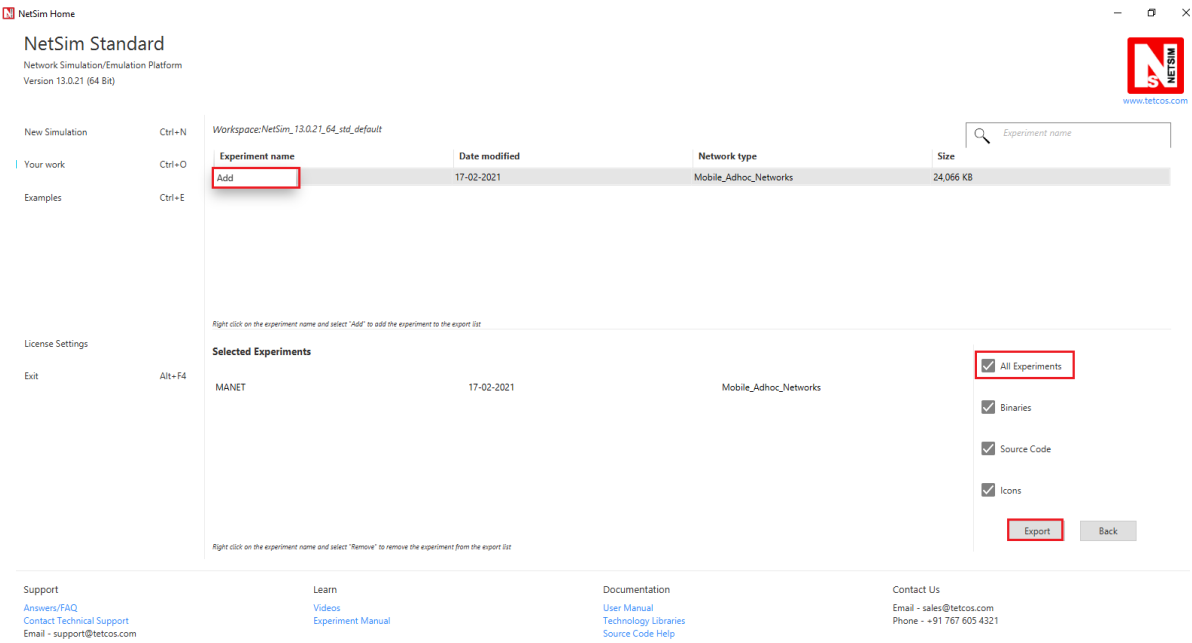 NetSim Home
NetSim Standard
Network Simulation/Emulation Platform
Version 13.0.21 (64 Bit)
NS NETSIM
www.tetcos.com
New Simulation Ctrl+N
Your work Ctrl+O
Examples Ctrl+E
License Settings
Exit Alt+F4
Workspace:NetSim_13.0.21_64_std_default
Experiment name
Experiment name Date modified Network type Size
Add 17-02-2021 Mobile_Adhoc_Networks 24,066 KB
Right click on the experiment name and select "Add" to add the experiment to the export list
Selected Experiments
MANET 17-02-2021 Mobile_Adhoc_Networks
All Experiments
Binaries
Source Code
Icons
Export Back
Right click on the experiment name and select "Remove" to remove the experiment from the export list
Support
Answers/FAQ
Contact Technical Support
Email - support@tetcos.com
Learn
Videos
Experiment Manual
Documentation
User Manual
Technology Libraries
Source Code Help
Contact Us
Email - sales@tetcos.com
Phone - +91 767 605 4321